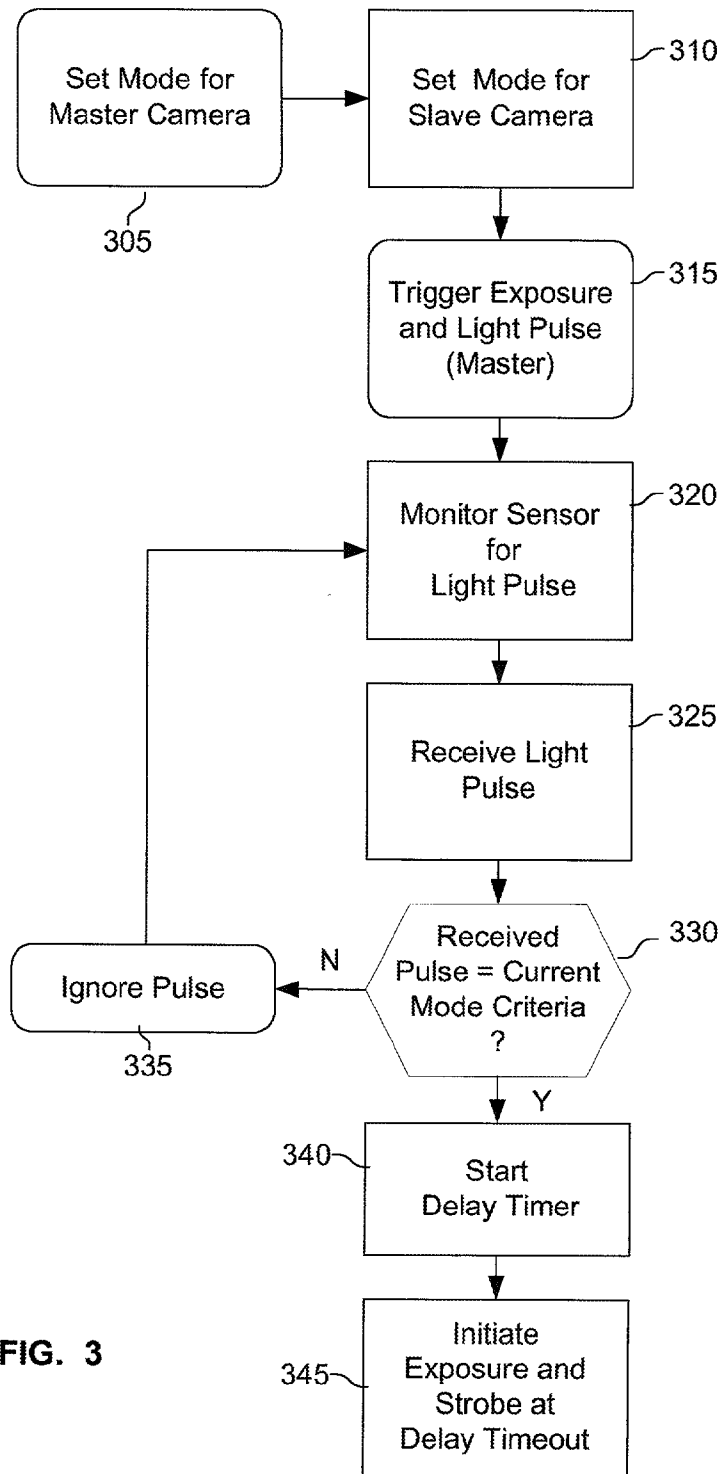 Set Mode for
Master Camera
305
Set Mode for
Slave Camera
310
Trigger Exposure
and Light Pulse
(Master)
315
Monitor Sensor
for
Light Pulse
320
Receive Light
Pulse
325
Received
Pulse = Current
Mode Criteria
?
330
N
Ignore Pulse
335
Y
340
Start
Delay Timer
345
Initiate
Exposure and
Strobe at
Delay Timeout
FIG. 3